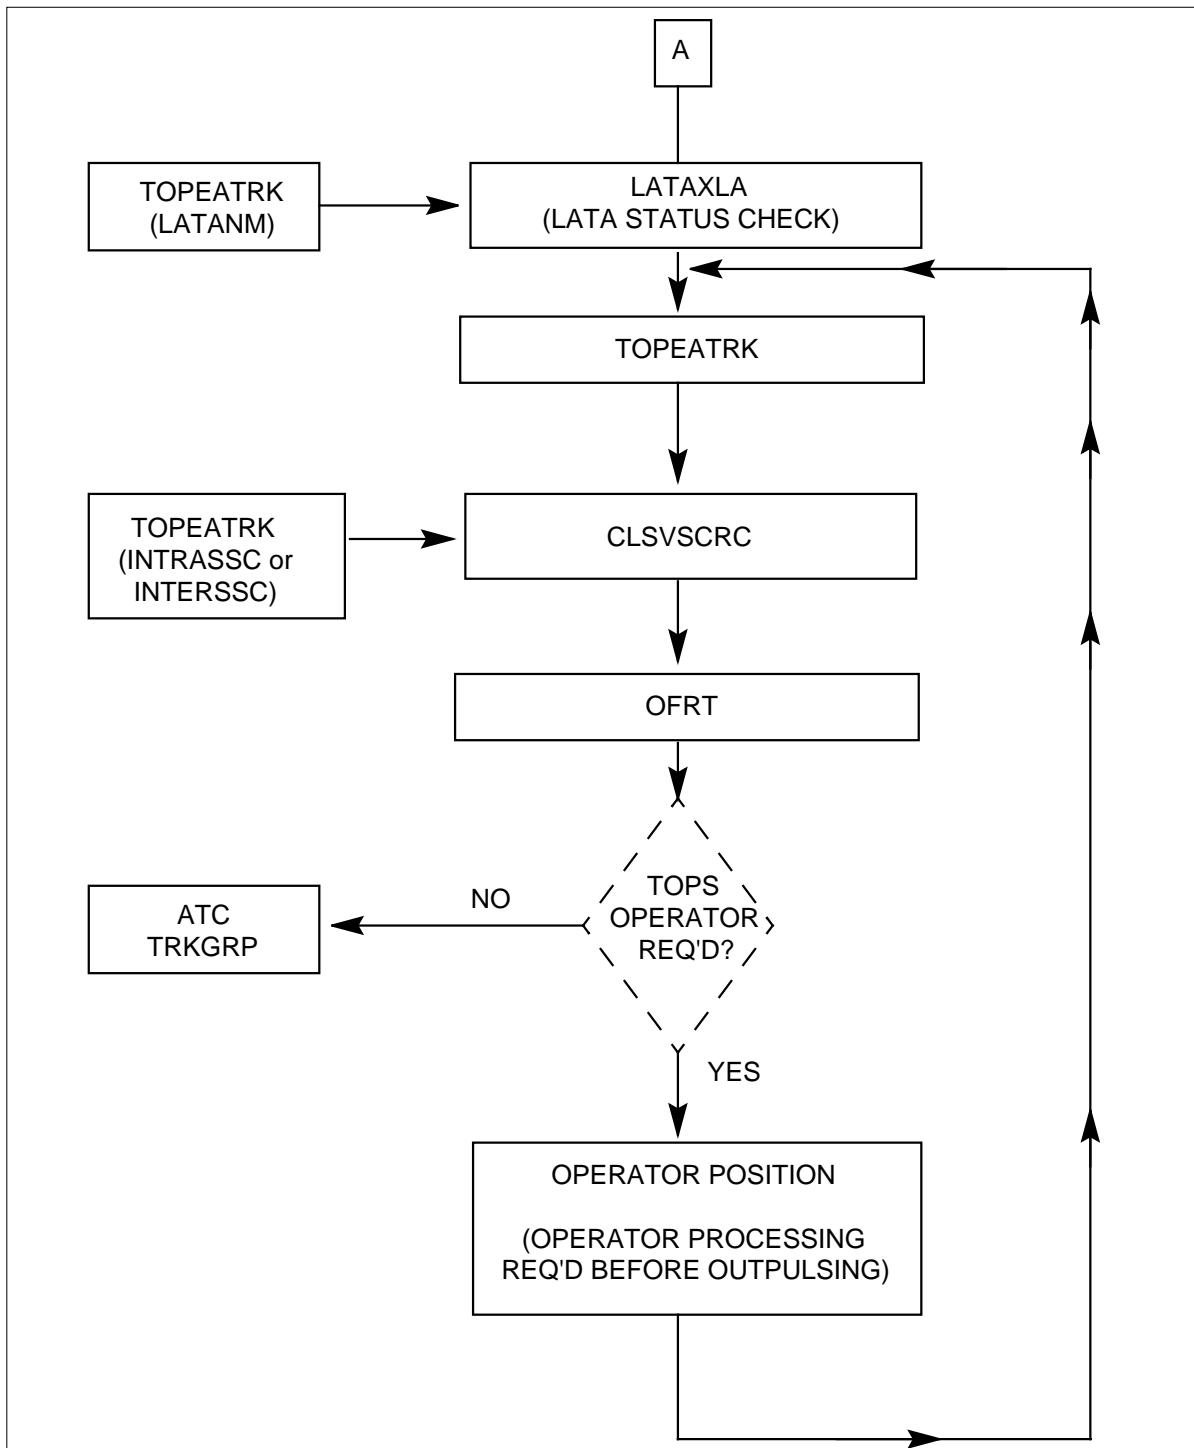 A
TOPEATRK
(LATANM)
LATAXLA
(LATA STATUS CHECK)
TOPEATRK
TOPEATRK
(INTRASSC or
INTERSSC)
CLSVSCRC
OFRT
ATC
TRKGRP
NO
TOPS
OPERATOR
REQ'D?
YES
OPERATOR POSITION
(OPERATOR PROCESSING
REQ'D BEFORE OUTPULSING)